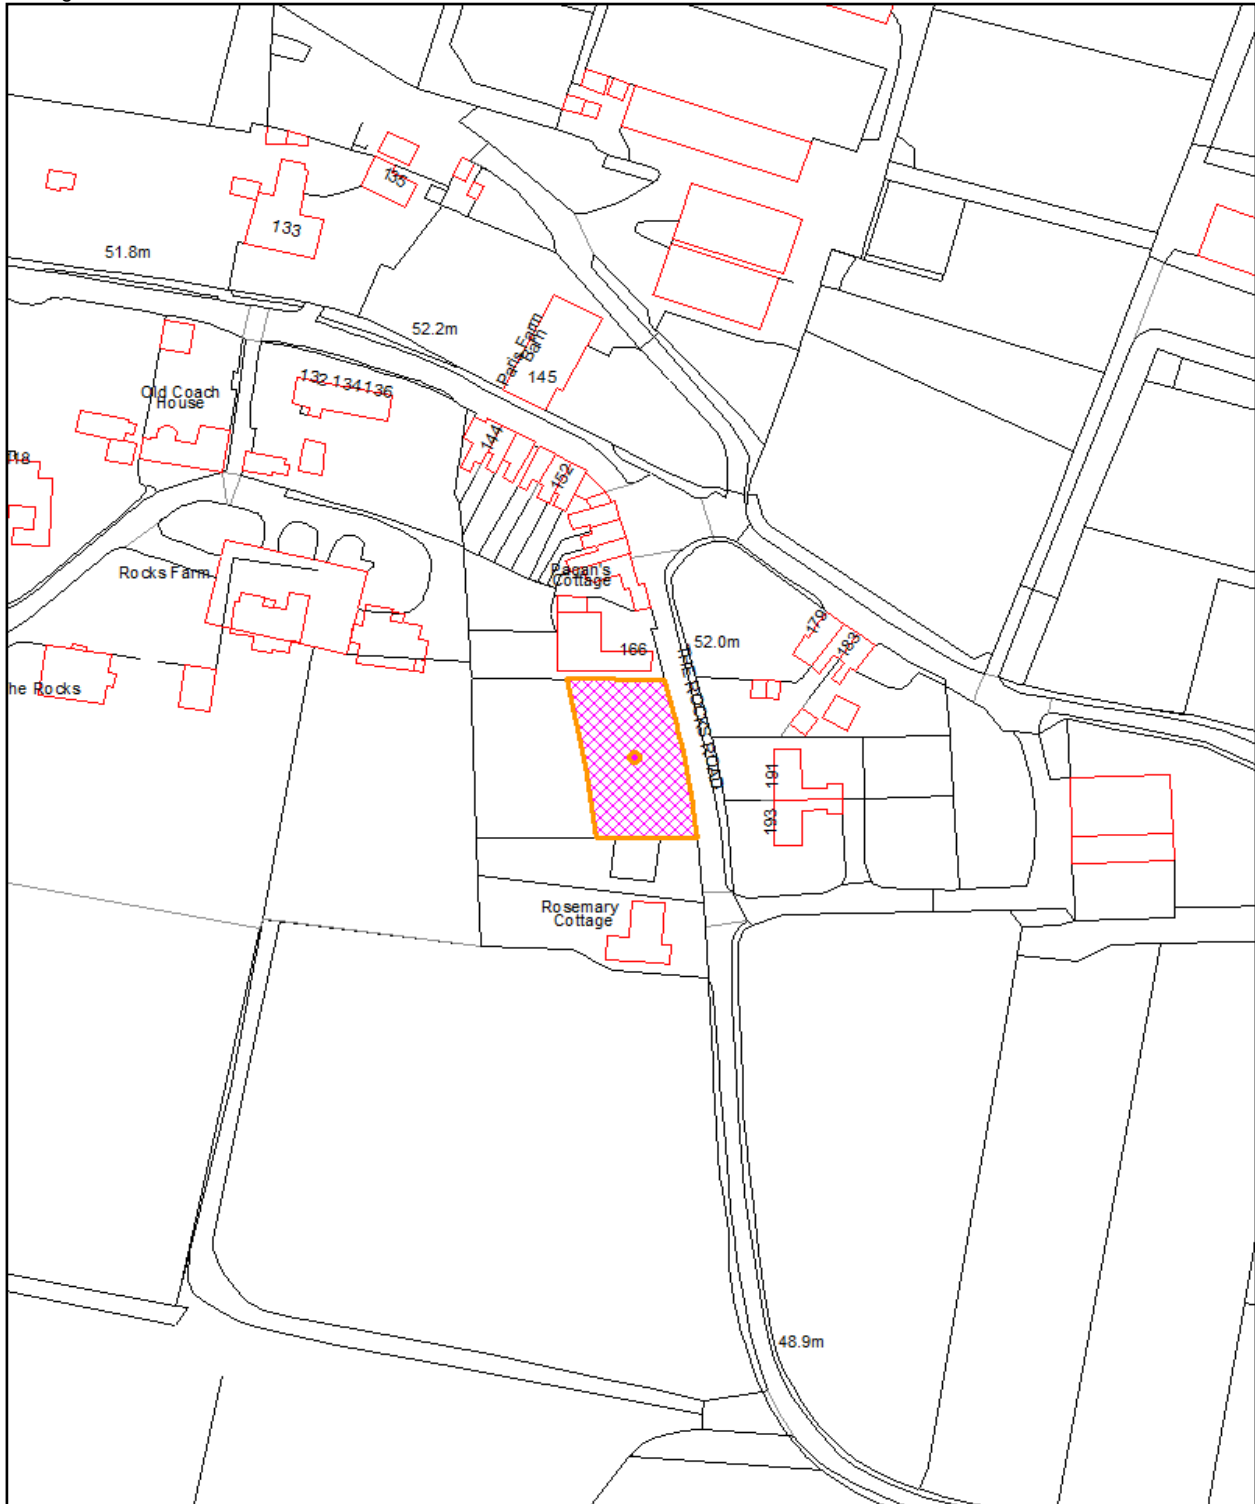 135
133
51.8m
52.2m
Paris Farm
Barn
145
132 134 136
Old Coach
House
144
118
152
Rocks Farm
Pagan's
Cottage
179
183
166
52.0m
THE ROCKS ROAD
he Rocks
191
193
Rosemary
Cottage
48.9m